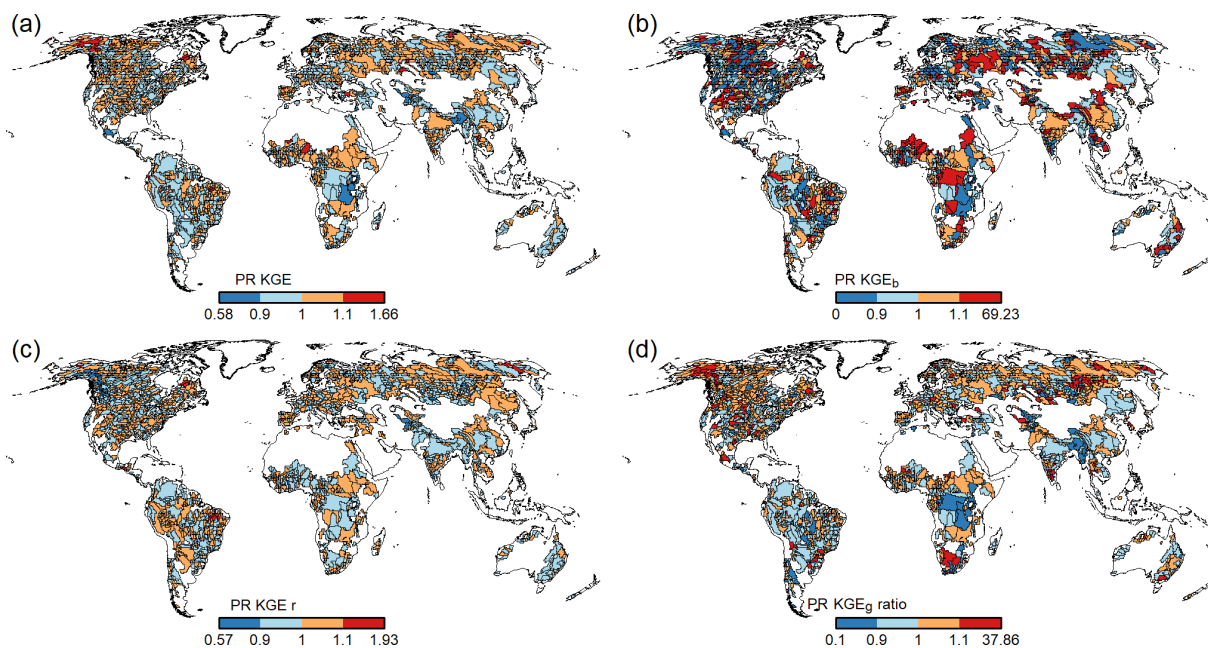 (a)
(b)
PR KGE
0.58 0.9 1 1.1 1.66
PR KGEb
0 0.9 1 1.1 69.23
(c)
(d)
PR KGE r
0.57 0.9 1 1.1 1.93
PR KGEg ratio
0.1 0.9 1 1.1 37.86